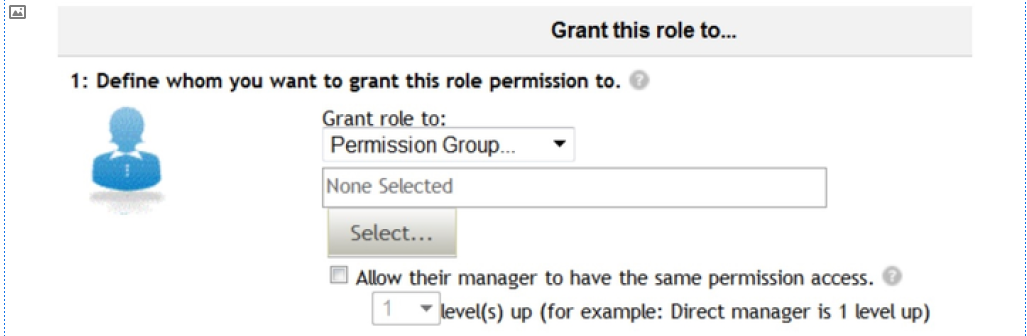 Grant this role to...
1: Define whom you want to grant this role permission to. ?
Grant role to:
Permission Group...
None Selected
Select...
Allow their manager to have the same permission access. ?
1 level(s) up (for example: Direct manager is 1 level up)